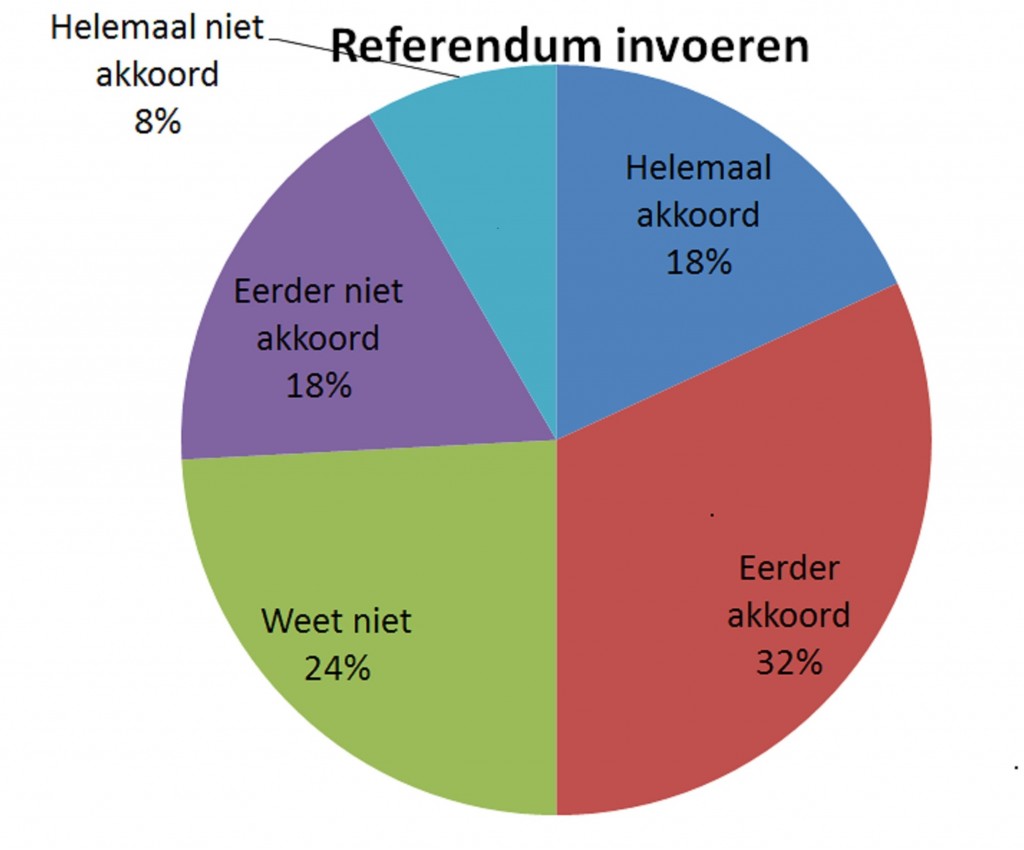 Referendum invoeren
Helemaal niet
akkoord
8%
Helemaal
akkoord
18%
Eerder niet
akkoord
18%
Eerder
akkoord
32%
Weet niet
24%